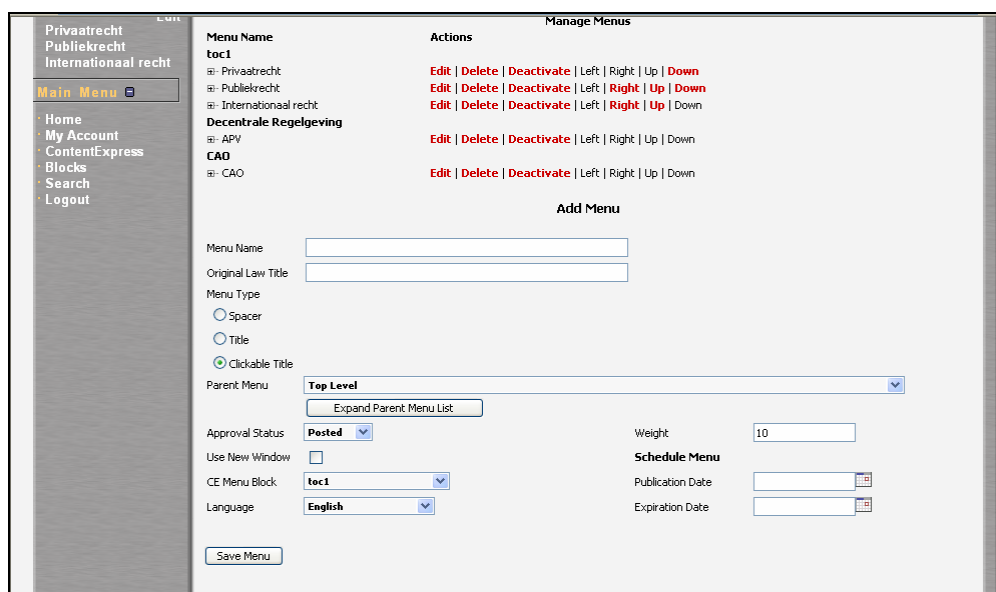 Edit
Privaatrecht
Publiekrecht
Internationaal recht
Main Menu
Home
My Account
ContentExpress
Blocks
Search
Logout
Manage Menus
Menu Name Actions
toc1
Privaatrecht Edit | Delete | Deactivate | Left | Right | Up | Down
Publiekrecht Edit | Delete | Deactivate | Left | Right | Up | Down
Internationaal recht Edit | Delete | Deactivate | Left | Right | Up | Down
Decentrale Regelgeving
APV Edit | Delete | Deactivate | Left | Right | Up | Down
CAO
CAO Edit | Delete | Deactivate | Left | Right | Up | Down
Add Menu
Menu Name
Original Law Title
Menu Type
Spacer
Title
Clickable Title
Parent Menu Top Level
Expand Parent Menu List
Approval Status Posted Weight 10
Use New Window Schedule Menu
CE Menu Block toc1 Publication Date
Language English Expiration Date
Save Menu